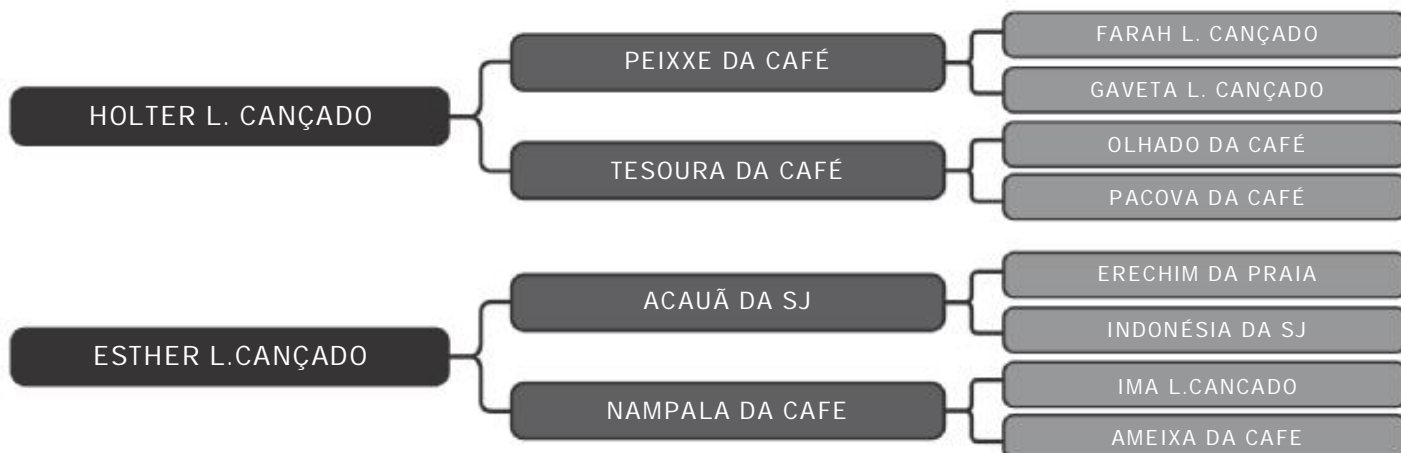 FARAH L. CANÇADO
PEIXXE DA CAFÉ
GAVETA L. CANÇADO
HOLTER L. CANÇADO
OLHADO DA CAFÉ
TESOURA DA CAFÉ
PACOVA DA CAFÉ
ERECHIM DA PRAIA
ACAUÃ DA SJ
INDONÉSIA DA SJ
ESTHER L.CANÇADO
IMA L.CANCADO
NAMPALA DA CAFE
AMEIXA DA CAFE